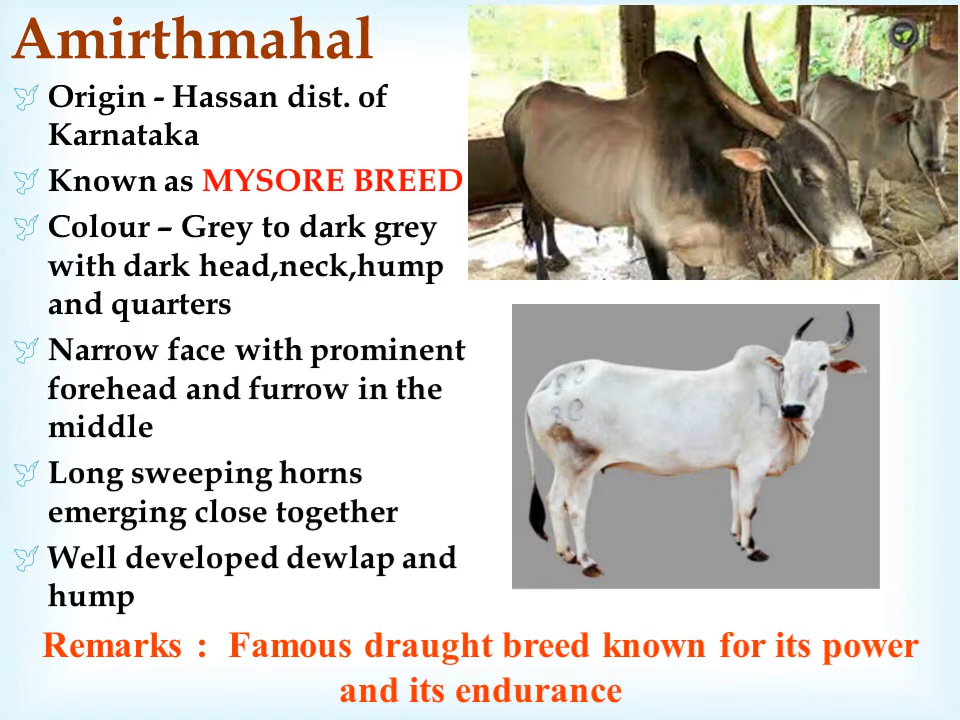 Amirthmahal
Origin - Hassan dist. of
Karnataka
Known as MYSORE BREED
Colour – Grey to dark grey
with dark head,neck,hump
and quarters
Narrow face with prominent
forehead and furrow in the
middle
Long sweeping horns
emerging close together
Well developed dewlap and
hump
Remarks : Famous draught breed known for its power
and its endurance